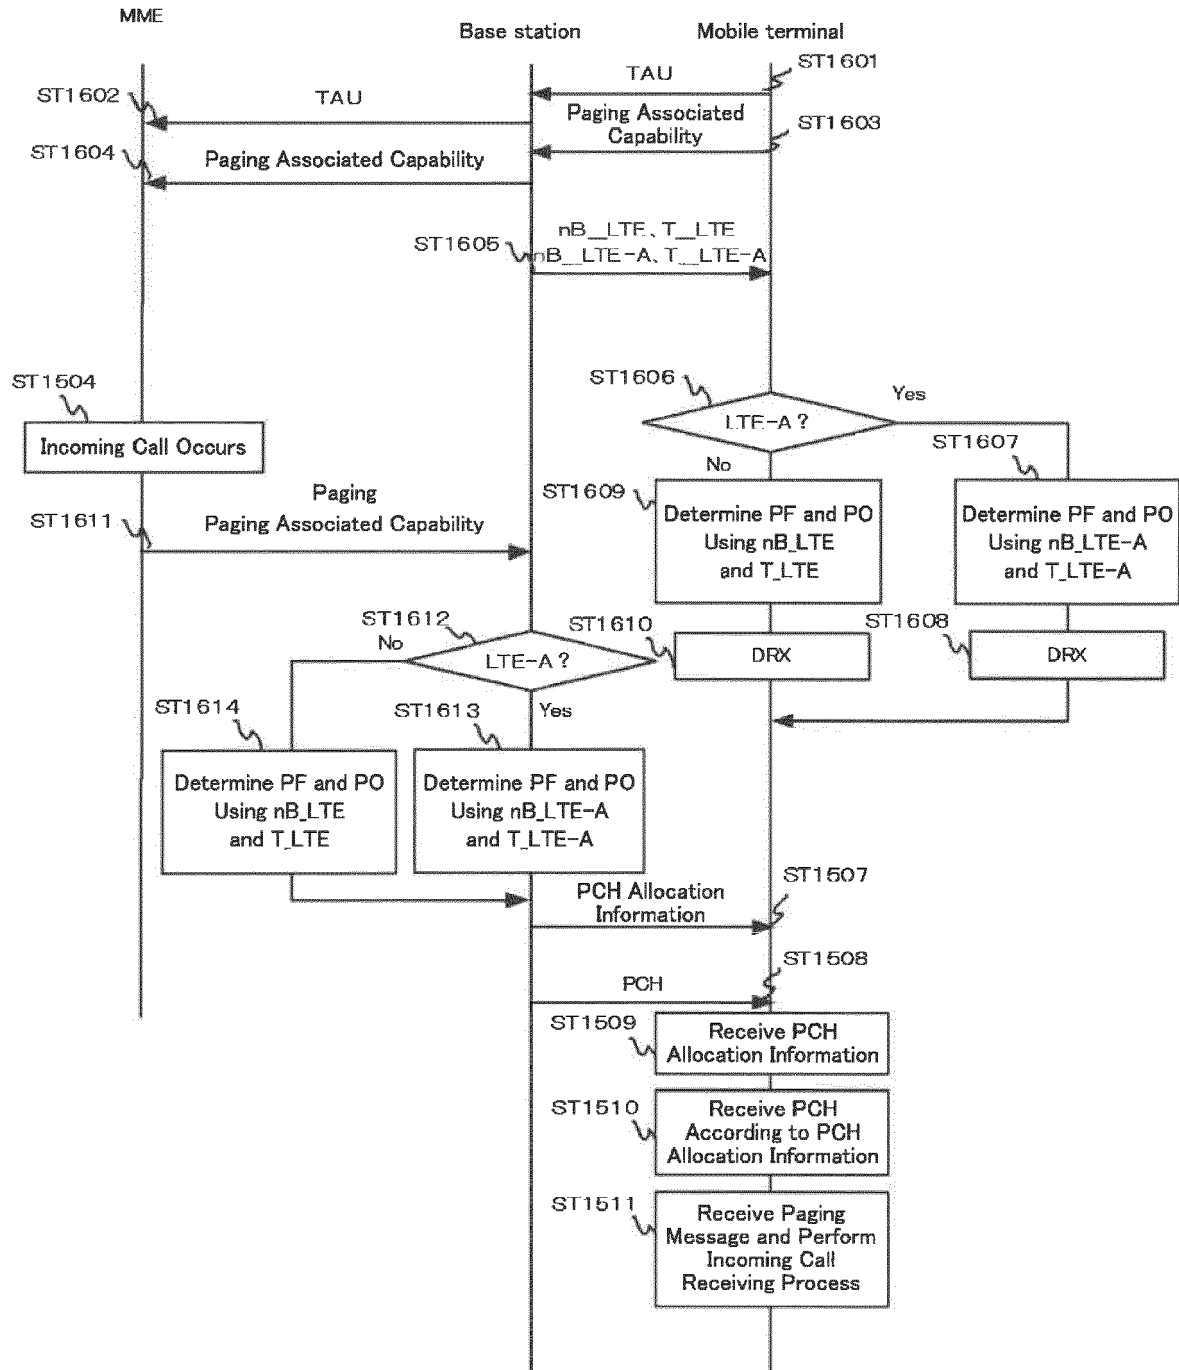 MME
Base station
Mobile terminal
ST1601
TAU
ST1602
TAU
Paging Associated
Capability
ST1603
ST1604
Paging Associated Capability
nB_LTE、T_LTE
ST1605
nB_LTE-A、T_LTE-A
ST1504
ST1606
Yes
LTE-A?
Incoming Call Occurs
ST1607
No
ST1609
Paging
ST1611
Paging Associated Capability
Determine PF and PO
Using nB_LTE
and T_LTE
Determine PF and PO
Using nB_LTE-A
and T_LTE-A
ST1612
ST1610
ST1608
No
LTE-A?
DRX
DRX
ST1614
ST1613
Yes
Determine PF and PO
Using nB_LTE
and T_LTE
Determine PF and PO
Using nB_LTE-A
and T_LTE-A
ST1507
PCH Allocation
Information
ST1508
PCH
ST1509
Receive PCH
Allocation Information
ST1510
Receive PCH
According to PCH
Allocation Information
ST1511
Receive Paging
Message and Perform
Incoming Call
Receiving Process